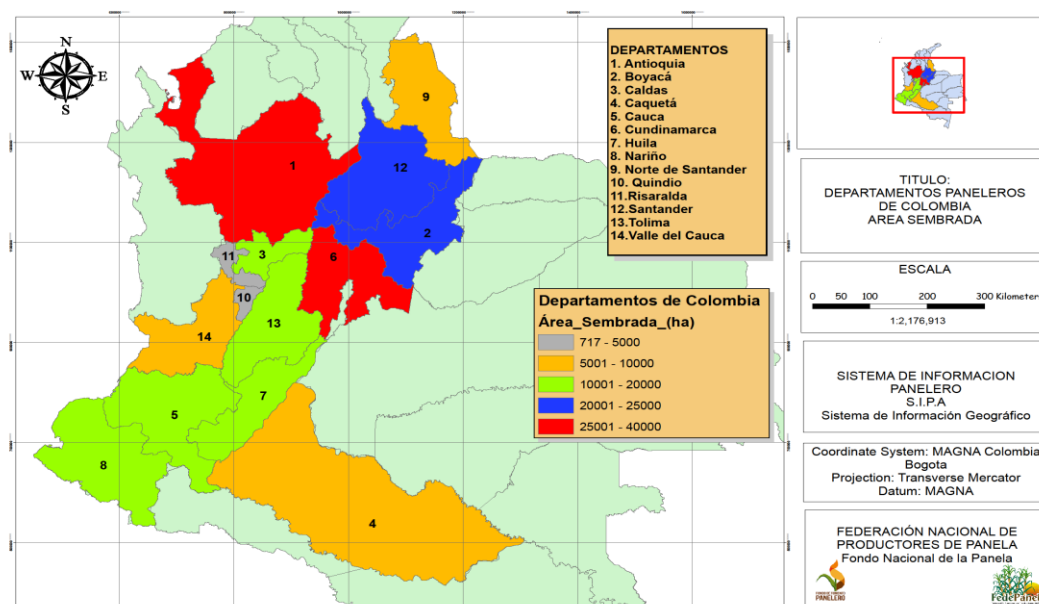 N
W
E
S
9
1
12
2
3
11
6
10
13
14
7
5
8
4
DEPARTAMENTOS
1. Antioquia
2. Boyacá
3. Caldas
4. Caquetá
5. Cauca
6. Cundinamarca
7. Huila
8. Nariño
9. Norte de Santander
10. Quindio
11.Risaralda
12.Santander
13.Tolima
14.Valle del Cauca
Departamentos de Colombia
Área_Sembrada_(ha)
717 - 5000
5001 - 10000
10001 - 20000
20001 - 25000
25001 - 40000
TITULO:
DEPARTAMENTOS PANELEROS
DE COLOMBIA
AREA SEMBRADA
ESCALA
0 50 100 200 300 Kilometer
1:2,176,913
SISTEMA DE INFORMACION
PANELERO
S.I.P.A
Sistema de Información Geográfico
Coordinate System: MAGNA Colombia
Bogota
Projection: Transverse Mercator
Datum: MAGNA
FEDERACIÓN NACIONAL DE
PRODUCTORES DE PANELA
Fondo Nacional de la Panela
PANELERO
FedePanela